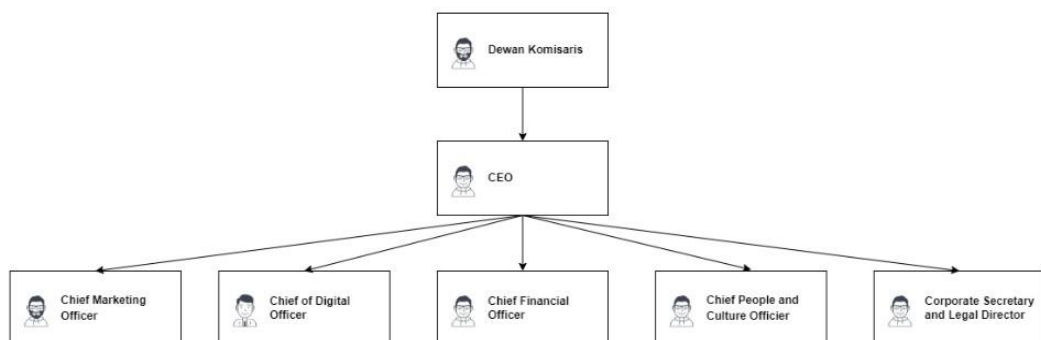 Dewan Komisaris
CEO
Chief Marketing
Officer
Chief of Digital
Officer
Chief Financial
Officer
Chief People and
Culture Officier
Corporate Secretary
and Legal Director